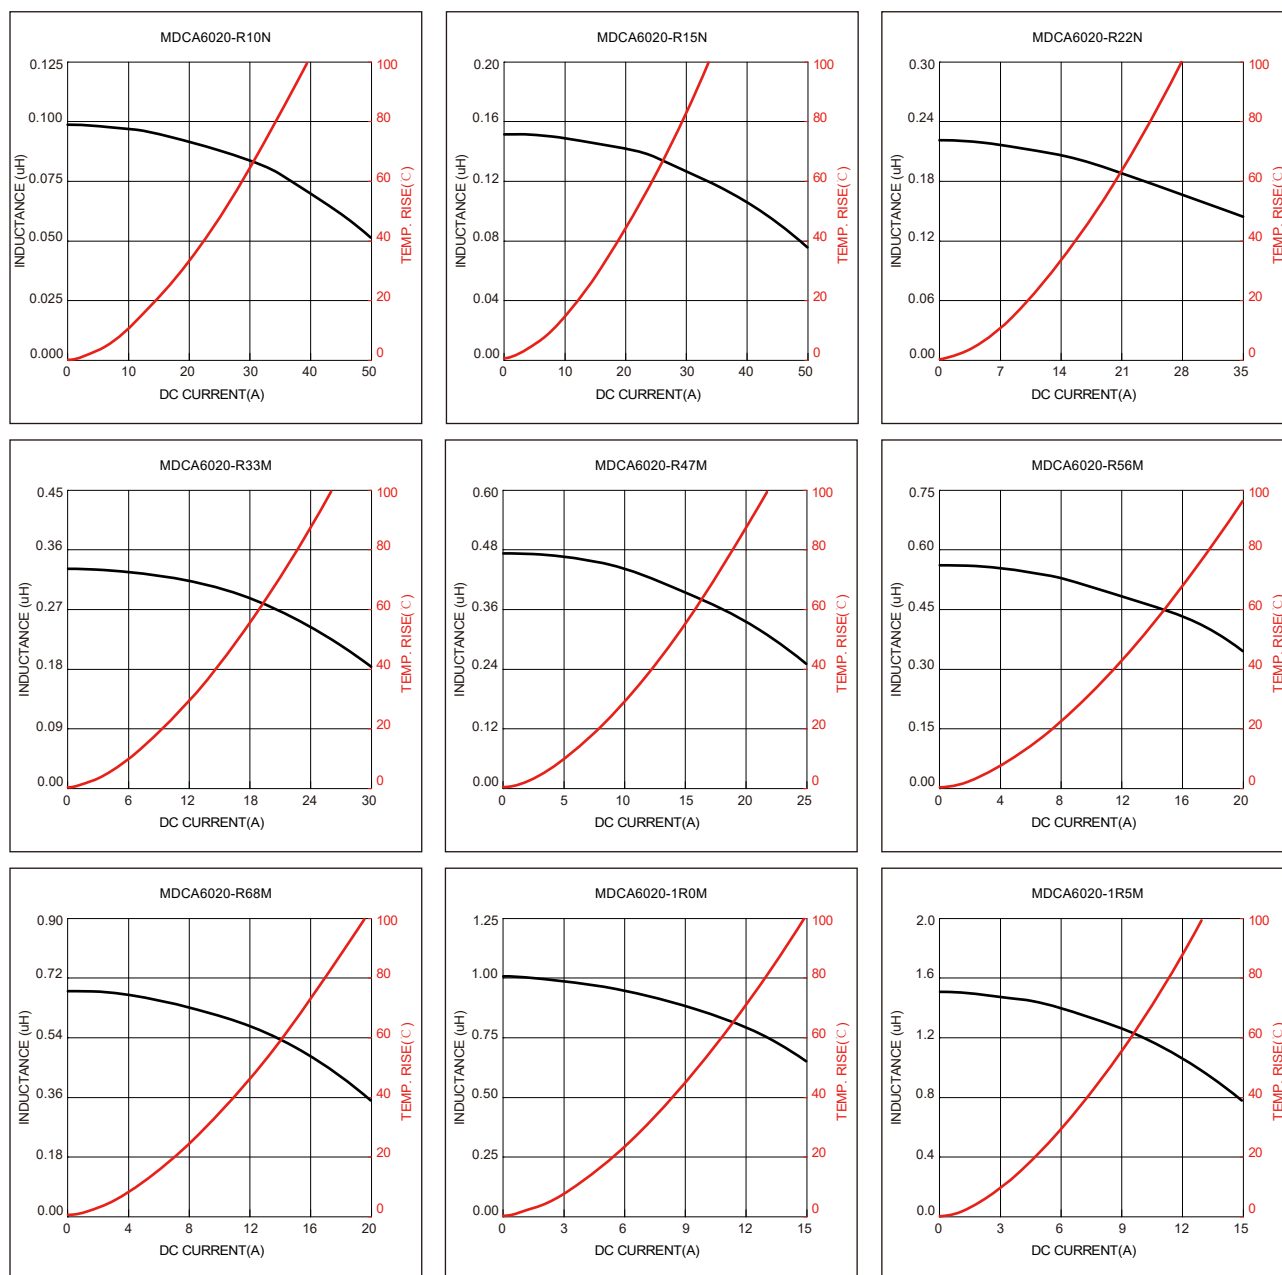 MDCA6020-R10N
0.125
0.100
0.075
0.050
0.025
0.000
INDUCTANCE (uH)
100
80
60
40
20
0
TEMP. RISE(℃)
0 10 20 30 40 50
DC CURRENT(A)
MDCA6020-R15N
0.20
0.16
0.12
0.08
0.04
0.00
INDUCTANCE (uH)
100
80
60
40
20
0
TEMP. RISE(℃)
0 10 20 30 40 50
DC CURRENT(A)
MDCA6020-R22N
0.30
0.24
0.18
0.12
0.06
0.00
INDUCTANCE (uH)
100
80
60
40
20
0
TEMP. RISE(℃)
0 7 14 21 28 35
DC CURRENT(A)
MDCA6020-R33M
0.45
0.36
0.27
0.18
0.09
0.00
INDUCTANCE (uH)
100
80
60
40
20
0
TEMP. RISE(℃)
0 6 12 18 24 30
DC CURRENT(A)
MDCA6020-R47M
0.60
0.48
0.36
0.24
0.12
0.00
INDUCTANCE (uH)
100
80
60
40
20
0
TEMP. RISE(℃)
0 5 10 15 20 25
DC CURRENT(A)
MDCA6020-R56M
0.75
0.60
0.45
0.30
0.15
0.00
INDUCTANCE (uH)
100
80
60
40
20
0
TEMP. RISE(℃)
0 4 8 12 16 20
DC CURRENT(A)
MDCA6020-R68M
0.90
0.72
0.54
0.36
0.18
0.00
INDUCTANCE (uH)
100
80
60
40
20
0
TEMP. RISE(℃)
0 4 8 12 16 20
DC CURRENT(A)
MDCA6020-1R0M
1.25
1.00
0.75
0.50
0.25
0.00
INDUCTANCE (uH)
100
80
60
40
20
0
TEMP. RISE(℃)
0 3 6 9 12 15
DC CURRENT(A)
MDCA6020-1R5M
2.0
1.6
1.2
0.8
0.4
0.00
INDUCTANCE (uH)
100
80
60
40
20
0
TEMP. RISE(℃)
0 3 6 9 12 15
DC CURRENT(A)